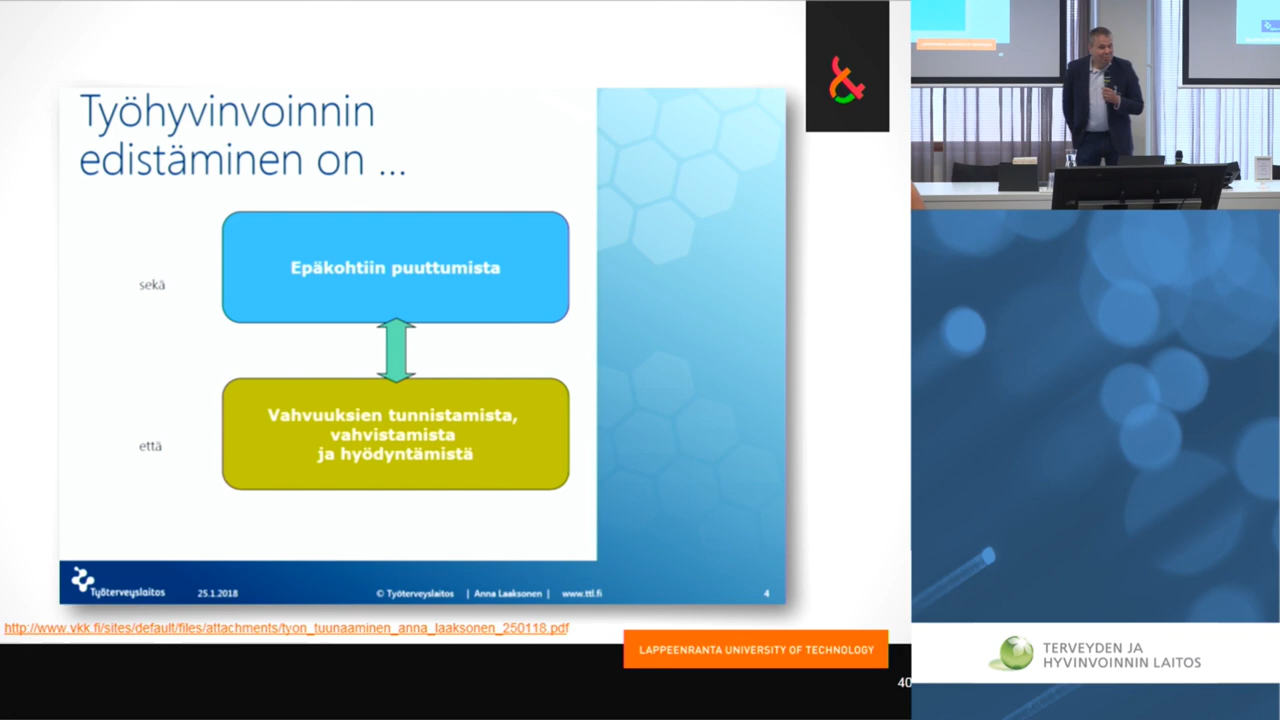 Työhyvinvoinnin
edistäminen on ...
sekä
Epäkohtiin puuttumista
että
Vahvuuksien tunnistamista,
vahvistamista
ja hyödyntämistä
Työterveyslaitos
25.1.2018
© Työterveyslaitos | Anna Laaksonen | www.ttl.fi
4
http://www.vkk.fi/sites/default/files/attachments/tyon_tuunaaminen_anna_laaksonen_250118.pdf
LAPPEENRANTA UNIVERSITY OF TECHNOLOGY
40
&
TERVEYDEN JA
HYVINVOINNIN LAITOS